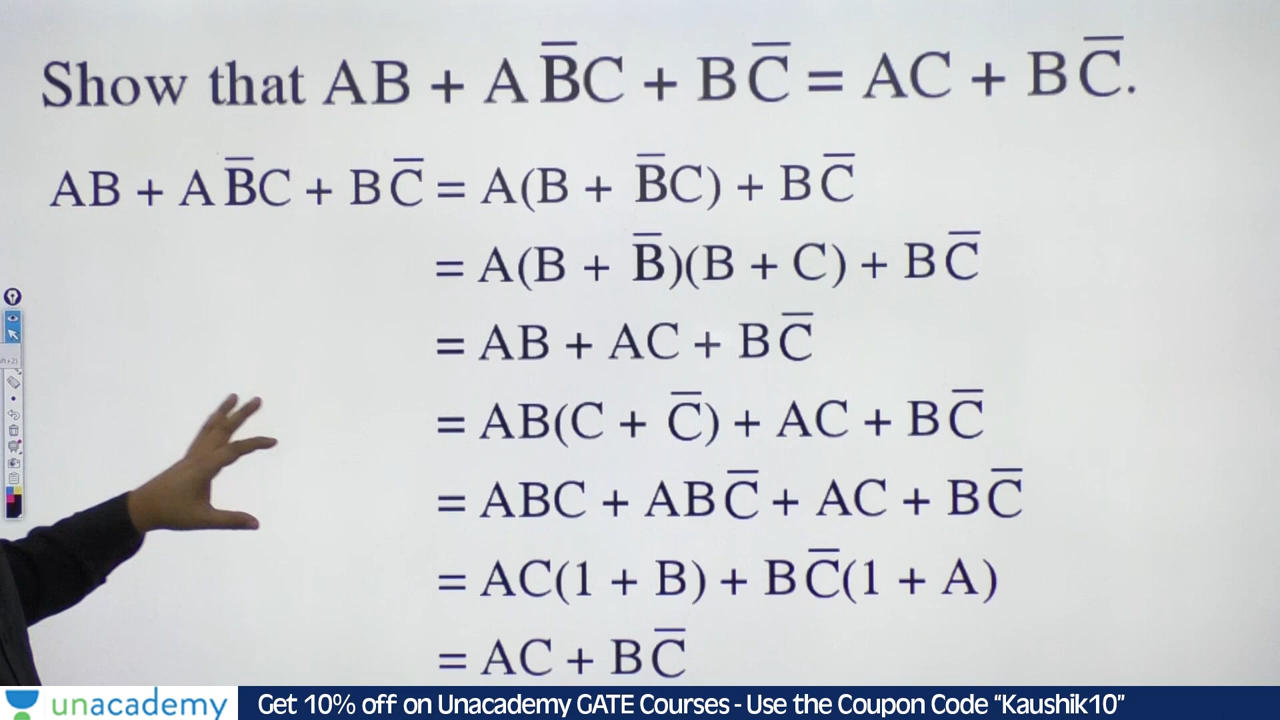 Show that AB + AB̅C + BC̅ = AC + BC̅.
AB + AB̅C + BC̅ = A(B + B̅C) + BC̅
= A(B + B̅)(B + C) + BC̅
= AB + AC + BC̅
= AB(C + C̅) + AC + BC̅
= ABC + ABC̅ + AC + BC̅
= AC(1 + B) + BC̅(1 + A)
= AC + BC̅
unacademy
Get 10% off on Unacademy GATE Courses - Use the Coupon Code “Kaushik10”